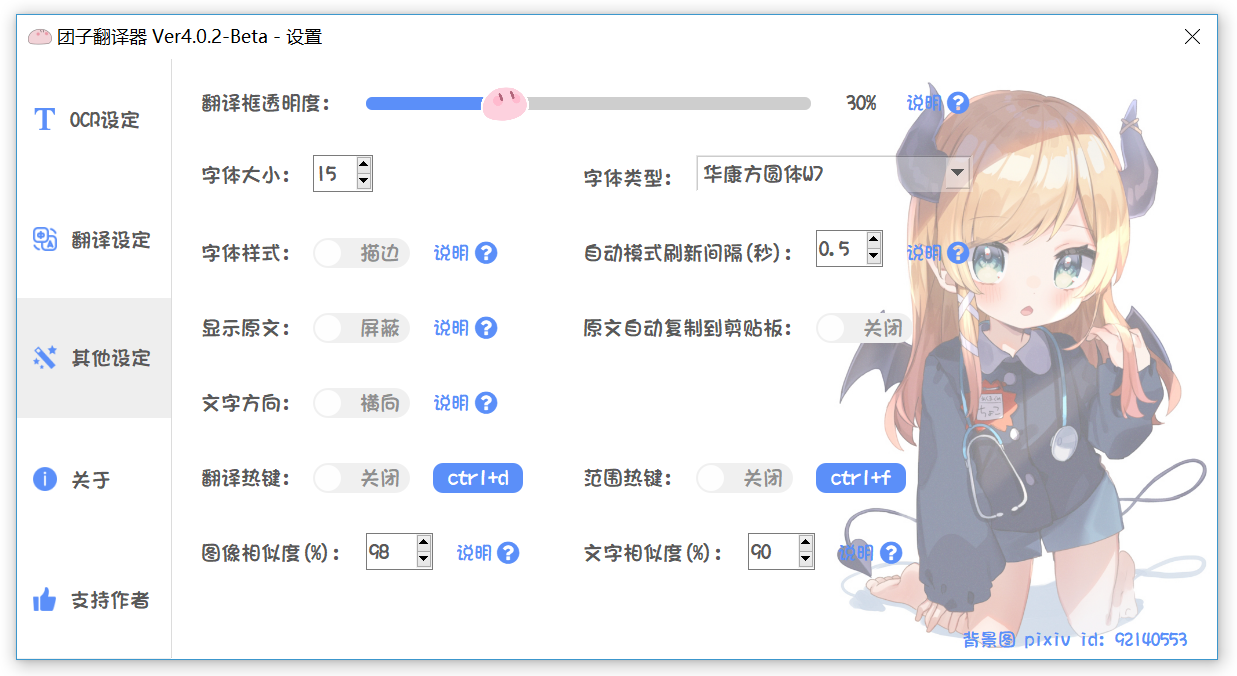 团子翻译器 Ver4.0.2-Beta - 设置
OCR设定
翻译设定
其他设定
关于
支持作者
翻译框透明度： 30% 说明
字体大小： 15 字体类型： 华康方圆体W7
字体样式： 描边 说明 自动模式刷新间隔(秒)： 0.5 说明
显示原文： 屏蔽 说明 原文自动复制到剪贴板： 关闭
文字方向： 横向 说明
翻译热键： 关闭 ctrl+d 范围热键： 关闭 ctrl+f
图像相似度(%)： 98 说明 文字相似度(%)： 90 说明
背景图 pixiv id: 92140553